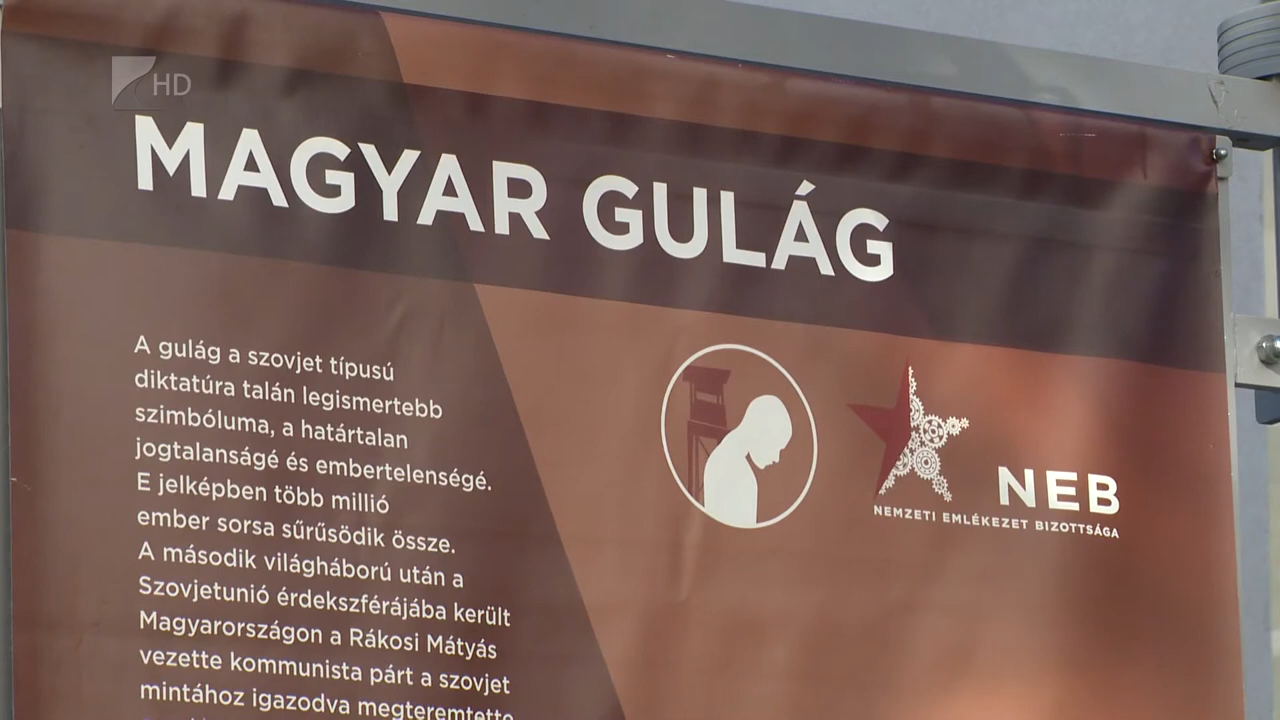 HD
MAGYAR GULÁG
A gulág a szovjet típusú
diktatúra talán legismertebb
szimbóluma, a határtalan
jogtalanságé és embertelenségé.
E jelképben több millió
ember sorsa sűrűsödik össze.
A második világháború után a
Szovjetunió érdekszférájába került
Magyarországon a Rákosi Mátyás
vezette kommunista párt a szovjet
mintához igazodva megteremtette
NEB
NEMZETI EMLÉKEZET BIZOTTSÁGA